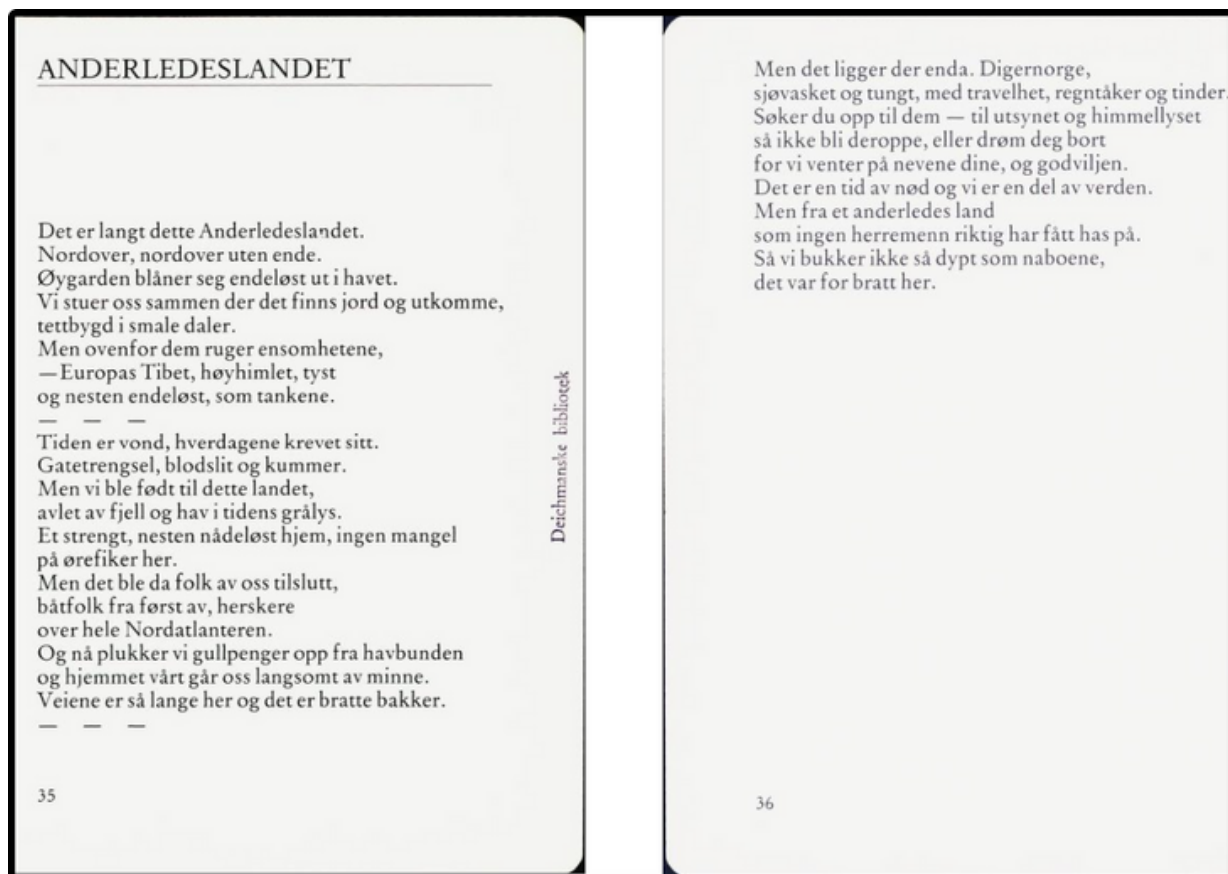 ANDERLEDESLANDET
Det er langt dette Anderledeslandet.
Nordover, nordover uten ende.
Øygarden blåner seg endeløst ut i havet.
Vi stuer oss sammen der det finns jord og utkomme,
tettbygd i smale daler.
Men ovenfor dem ruger ensomhetene,
—Europas Tibet, høyhimlet, tyst
og nesten endeløst, som tankene.
— — —
Tiden er vond, hverdagene krevet sitt.
Gatetrengsel, blodslit og kummer.
Men vi ble født til dette landet,
avlet av fjell og hav i tidens grålys.
Et strengt, nesten nådeløst hjem, ingen mangel
på ørefiker her.
Men det ble da folk av oss tilslutt,
båtfolk fra først av, herskere
over hele Nordatlanteren.
Og nå plukker vi gullpenger opp fra havbunden
og hjemmet vårt går oss langsomt av minne.
Veiene er så lange her og det er bratte bakker.
— — —
35
Deichmanske bibliotek
Men det ligger der enda. Digernorge,
sjøvasket og tungt, med travelhet, regntåker og tinder.
Søker du opp til dem — til utsynet og himmellyset
så ikke bli deroppe, eller drøm deg bort
for vi venter på nevene dine, og godviljen.
Det er en tid av nød og vi er en del av verden.
Men fra et anderledes land
som ingen herremenn riktig har fått has på.
Så vi bukker ikke så dypt som naboene,
det var for bratt her.
36